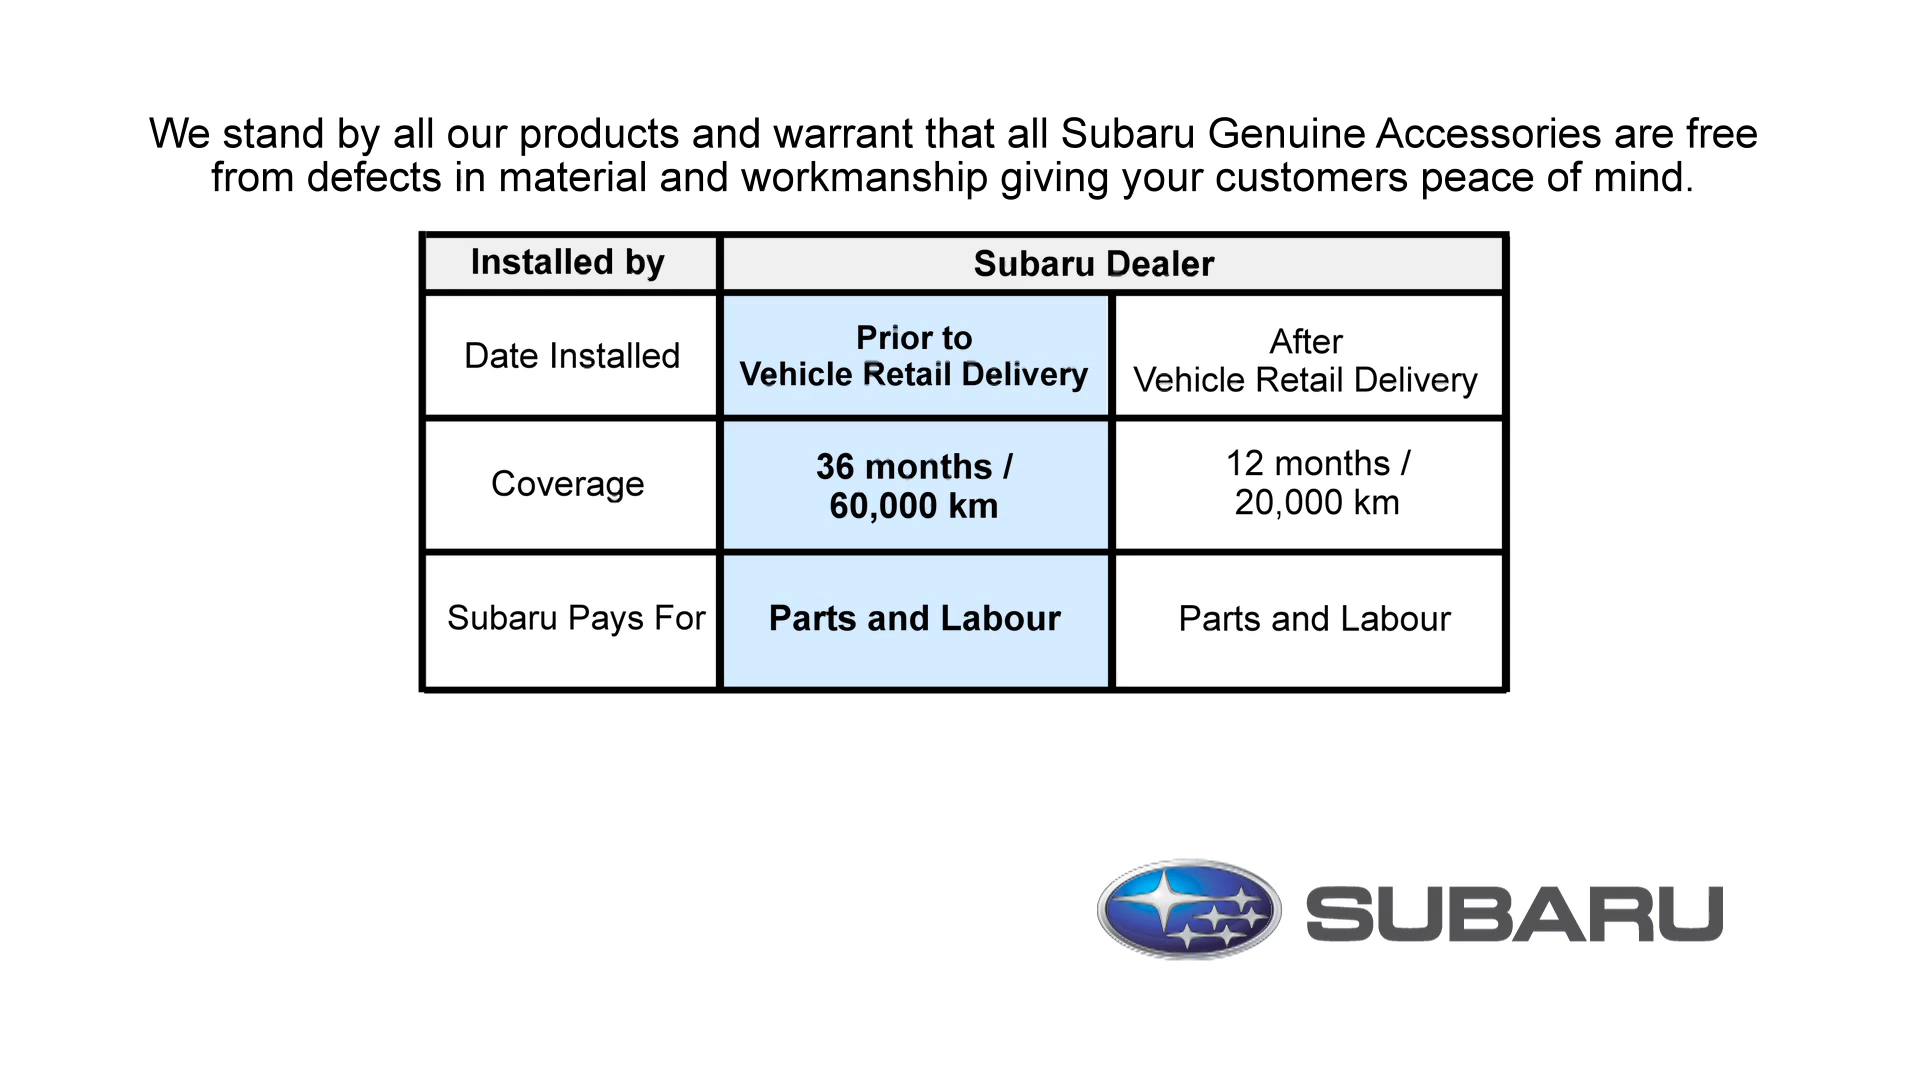 We stand by all our products and warrant that all Subaru Genuine Accessories are free
from defects in material and workmanship giving your customers peace of mind.
Installed by
Subaru Dealer
Date Installed
Prior to
Vehicle Retail Delivery
After
Vehicle Retail Delivery
Coverage
36 months /
60,000 km
12 months /
20,000 km
Subaru Pays For
Parts and Labour
Parts and Labour
SUBARU